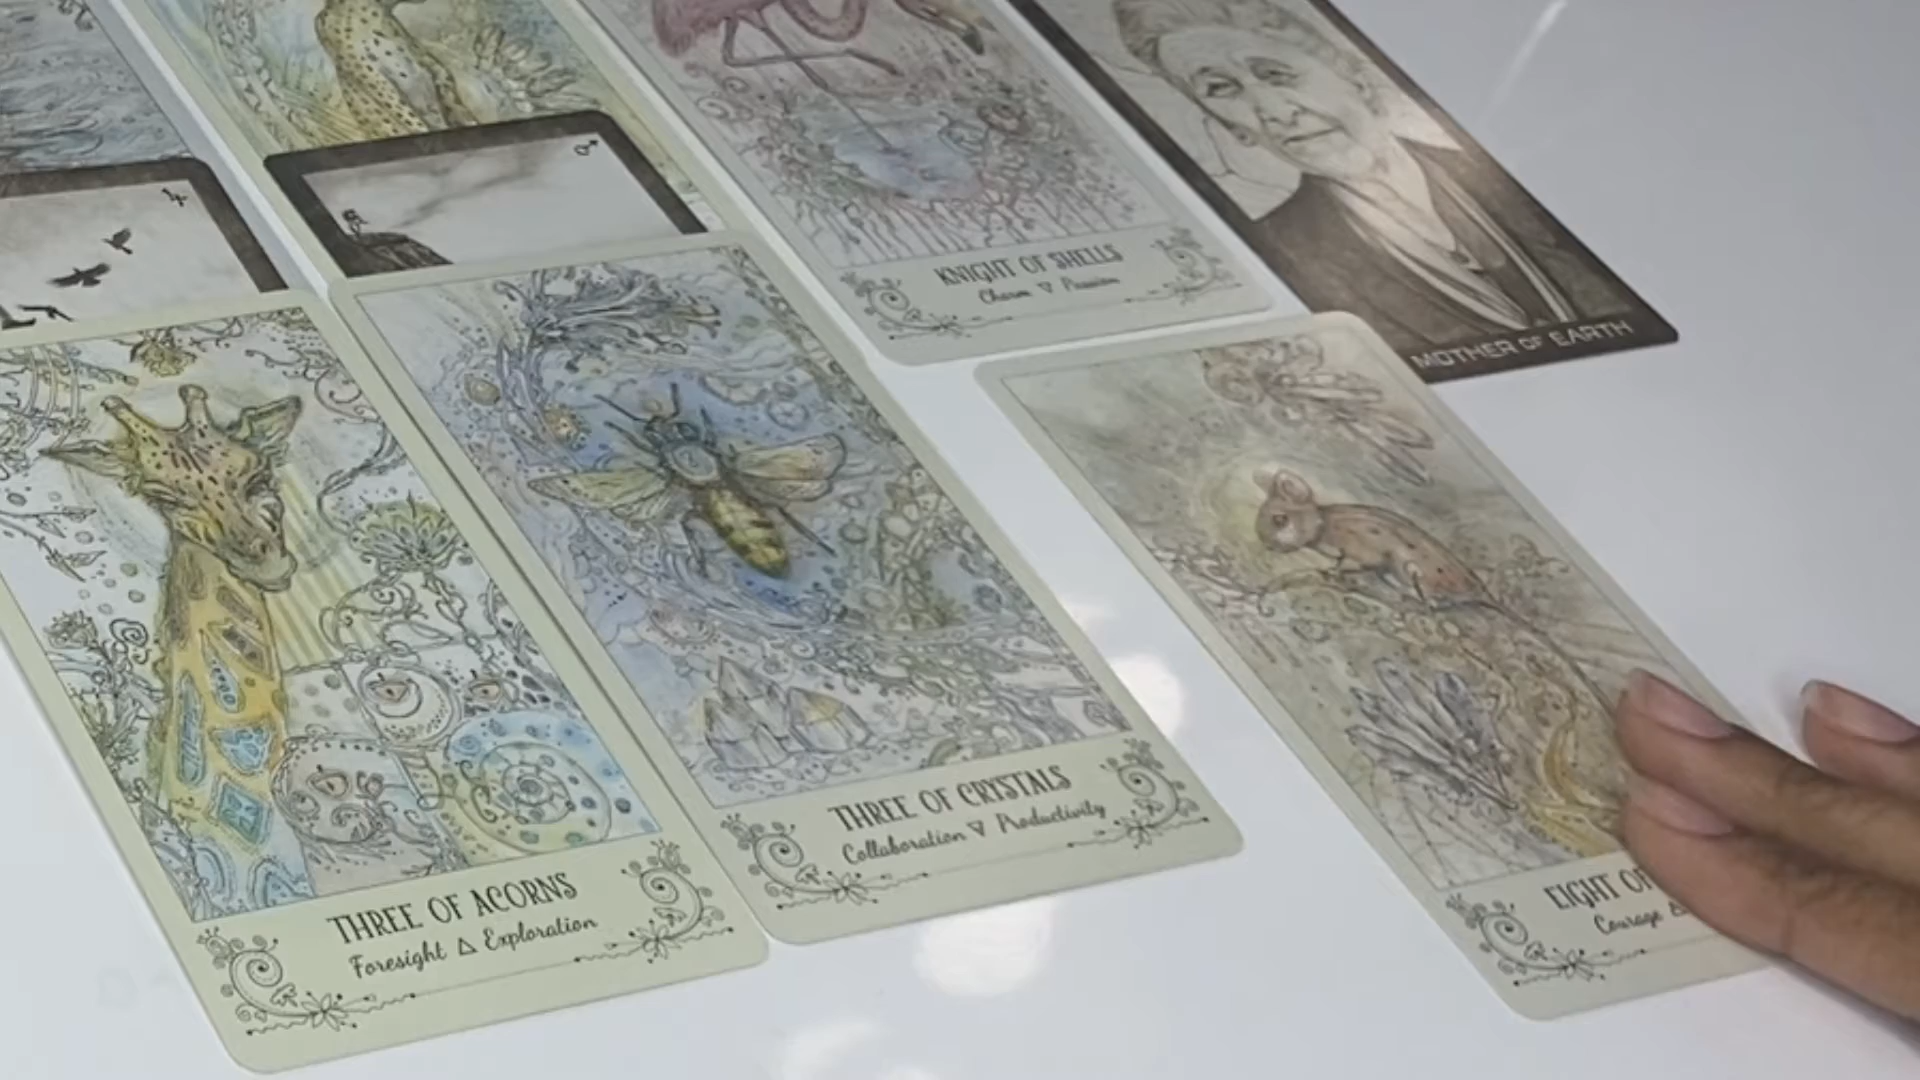 KNIGHT OF SHELLS
Charm ▽ Passion
MOTHER OF EARTH
THREE OF CRYSTALS
Collaboration ▽ Productivity
EIGHT OF
Courage
THREE OF ACORNS
Foresight △ Exploration